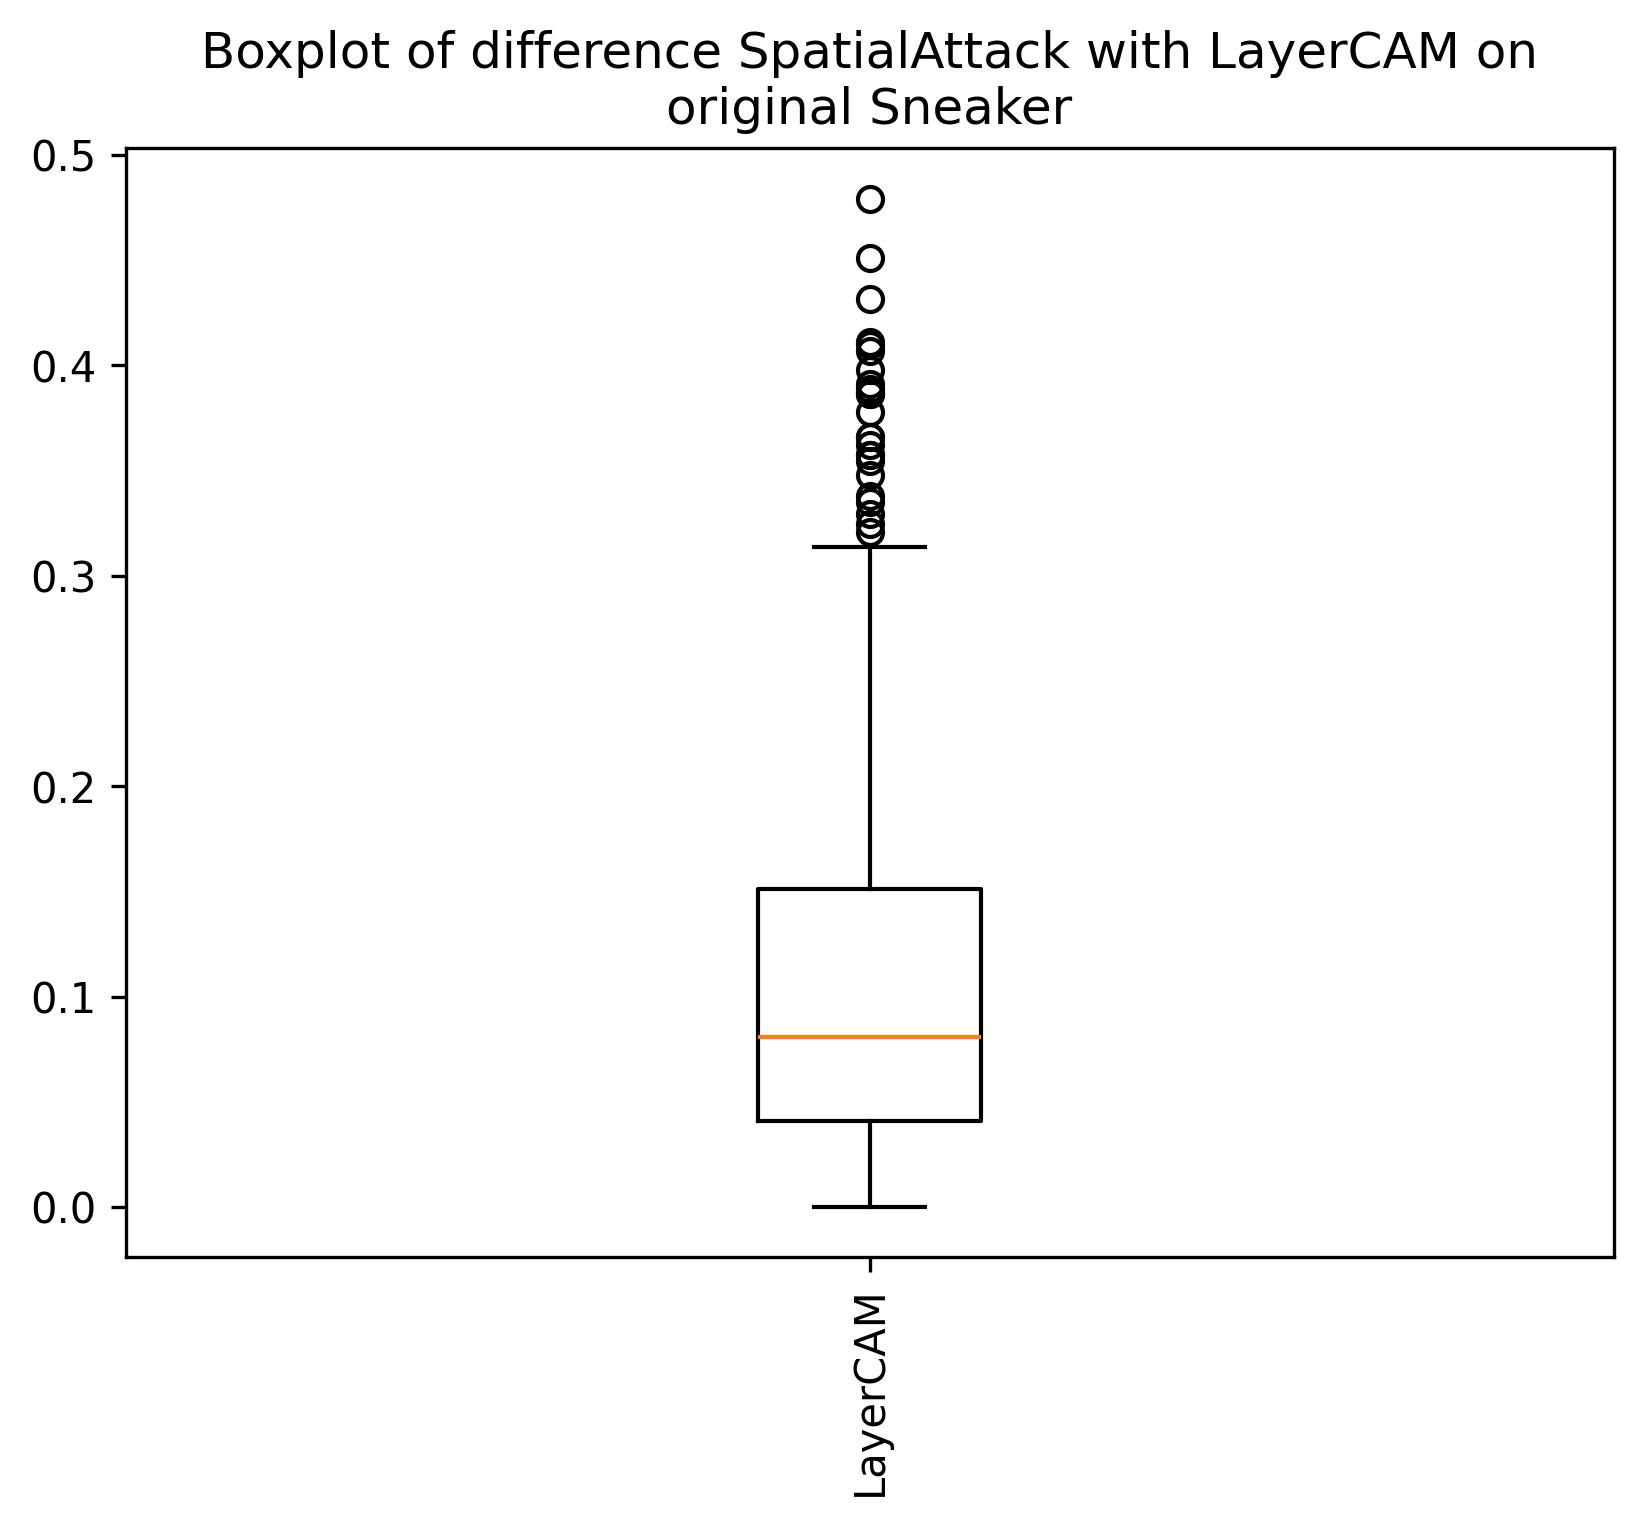 Boxplot of difference SpatialAttack with LayerCAM on
original Sneaker
0.5
0.4
0.3
0.2
0.1
0.0
LayerCAM